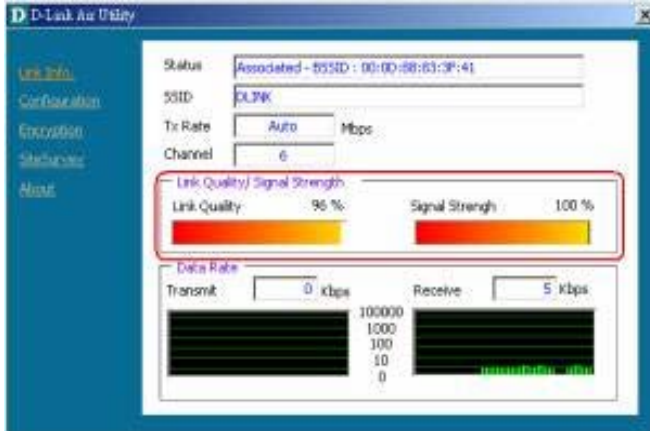 D D-Link Air Utility
Link Info.
Configuration
Encryption
SiteSurvey
About
Status Associated - BSSID : 00:0D:88:83:3F:41
SSID DLINK
Tx Rate Auto Mbps
Channel 6
Link Quality/ Signal Strength
Link Quality 96 % Signal Strengh 100 %
Data Rate
Transmit 0 Kbps Receive 5 Kbps
100000
1000
100
10
0